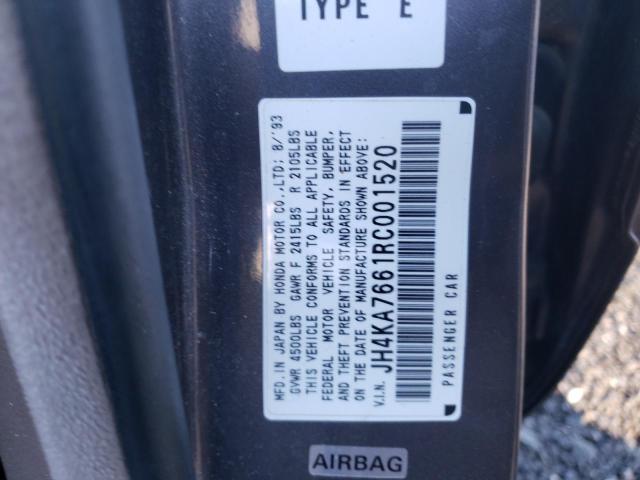 TYPE E
MFD.IN JAPAN BY HONDA MOTOR CO.,LTD: 8/'93
GVWR 4500LBS GAWR F 2415LBS R 2105LBS
THIS VEHICLE CONFORMS TO ALL APPLICABLE
FEDERAL MOTOR VEHICLE SAFETY, BUMPER,
AND THEFT PREVENTION STANDARDS IN EFFECT
ON THE DATE OF MANUFACTURE SHOWN ABOVE:
V.I.N. JH4KA7661RC001520
PASSENGER CAR
AIRBAG